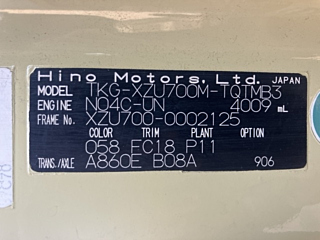 Hino Motors, Ltd. JAPAN
MODEL TKG-XZU700M-TQTMB3
ENGINE N04C-UN 4009 mL
FRAME No. XZU700-0002125
COLOR TRIM PLANT OPTION
058 FC18 P11
TRANS./AXLE A860E B08A 906